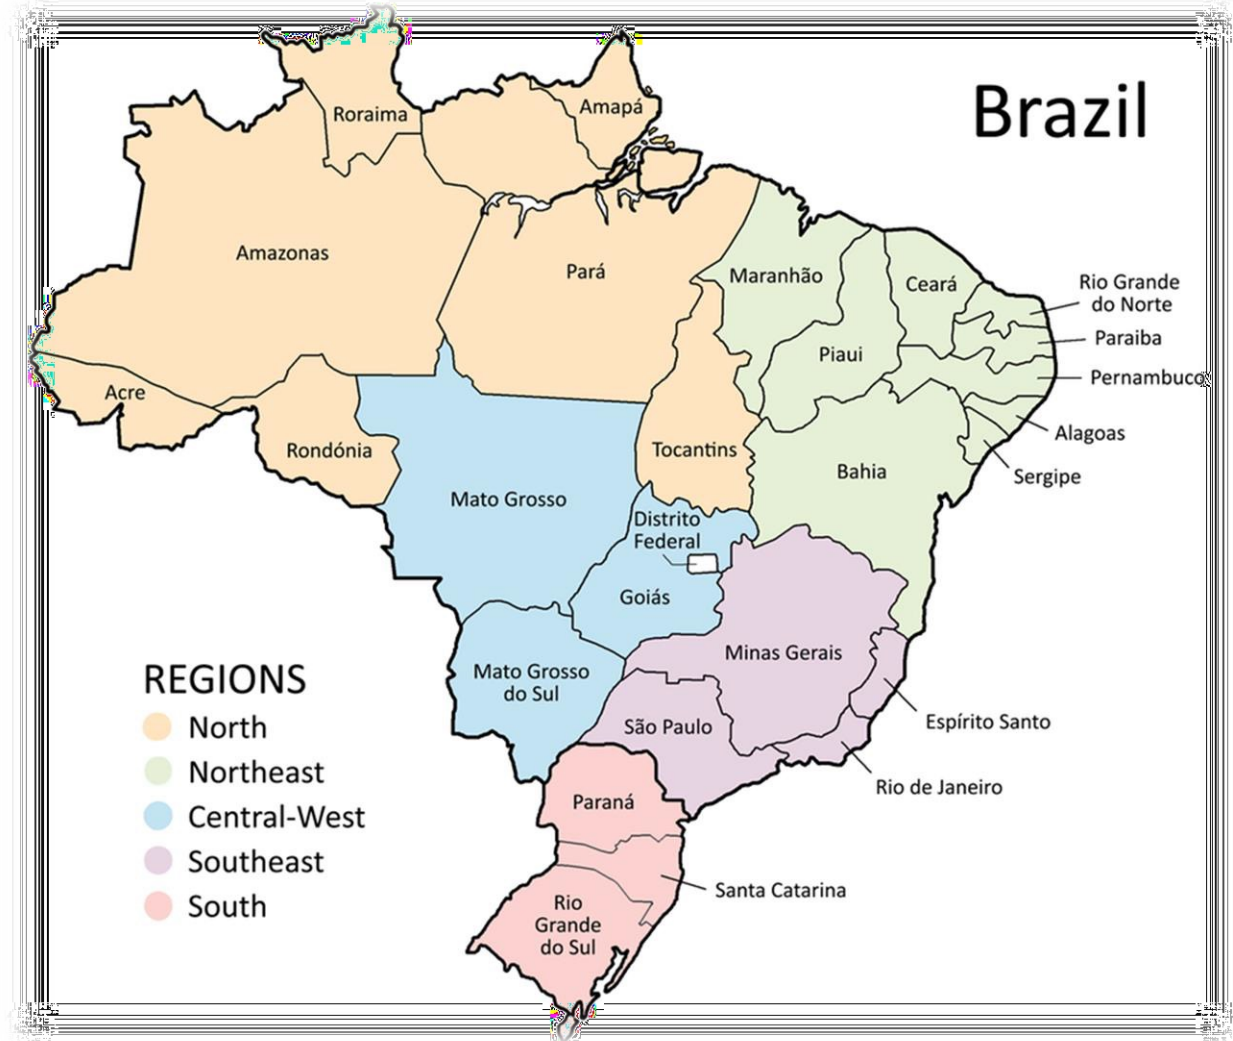 Brazil
Roraima
Amapá
Amazonas
Pará
Maranhão
Ceará
Rio Grande
do Norte
Paraiba
Piaui
Pernambuco
Acre
Alagoas
Rondónia
Tocantins
Bahia
Sergipe
Mato Grosso
Distrito
Federal
Goiás
Minas Gerais
Mato Grosso
do Sul
São Paulo
Espírito Santo
Rio de Janeiro
Paraná
Santa Catarina
Rio
Grande
do Sul
REGIONS
North
Northeast
Central-West
Southeast
South